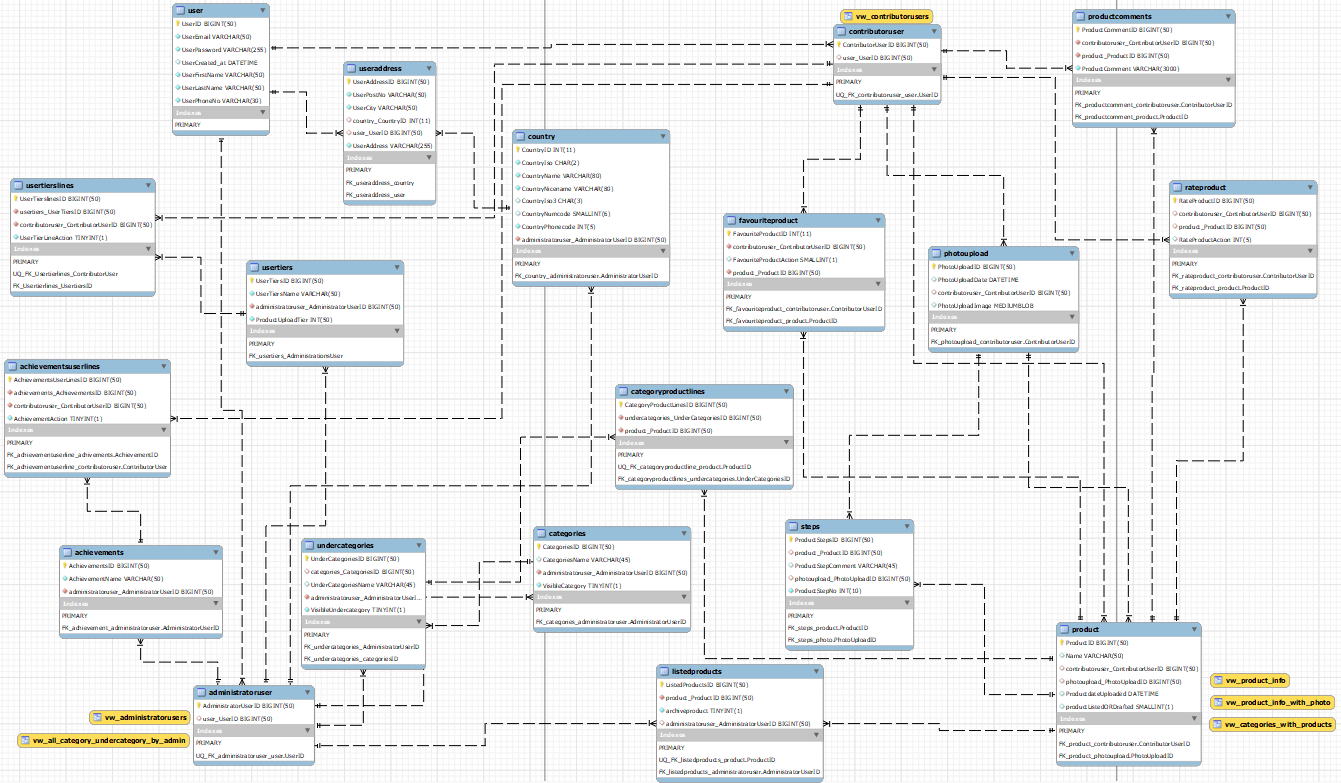 user
UserID BIGINT(50)
UserEmail VARCHAR(50)
UserPassword VARCHAR(255)
UserCreated_at DATETIME
UserFirstName VARCHAR(50)
UserLastName VARCHAR(50)
UserPhoneNo VARCHAR(30)
Indexes
PRIMARY
useraddress
UserAddressID BIGINT(50)
UserPostNo VARCHAR(50)
UserCity VARCHAR(50)
country_CountryID INT(11)
user_UserID BIGINT(50)
UserAddress VARCHAR(255)
Indexes
PRIMARY
FK_useraddress_country
FK_useraddress_user
vw_contributorusers
contributoruser
ContributorUserID BIGINT(50)
user_UserID BIGINT(50)
Indexes
PRIMARY
UQ_FK_contributoruser_user.UserID
productcomments
ProductCommentID BIGINT(50)
contributoruser_ContributorUserID BIGINT(50)
product_ProductID BIGINT(50)
ProductComment VARCHAR(3000)
Indexes
PRIMARY
FK_productcomment_contributoruser.ContributorUserID
FK_productcomment_product.ProductID
country
CountryID INT(11)
CountryIso CHAR(2)
CountryName VARCHAR(80)
CountryNicename VARCHAR(80)
CountryIso3 CHAR(3)
CountryNumcode SMALLINT(6)
CountryPhonecode INT(5)
administratoruser_AdministratorUserID BIGINT(50)
Indexes
PRIMARY
FK_country_administratoruser.AdministratorUserID
usertierslines
UserTierslinesID BIGINT(50)
usertiers_UserTiersID BIGINT(50)
contributoruser_ContributorUserID BIGINT(50)
UserTierLineAction TINYINT(1)
Indexes
PRIMARY
UQ_FK_Usertierlines_ContributorUser
FK_Usertierlines_UsertiersID
rateproduct
RateProductID BIGINT(50)
contributoruser_ContributorUserID BIGINT(50)
product_ProductID BIGINT(50)
RateProductAction INT(5)
Indexes
PRIMARY
FK_rateproduct_contributoruser.ContributorUserID
FK_rateproduct_product.ProductID
favouriteproduct
FavouriteProductID INT(11)
contributoruser_ContributorUserID BIGINT(50)
FavouriteProductAction SMALLINT(1)
product_ProductID BIGINT(50)
Indexes
PRIMARY
FK_favouriteproduct_contributoruser.ContributorUserID
FK_favouriteproduct_product.ProductID
photoupload
PhotoUploadID BIGINT(50)
PhotoUploadDate DATETIME
contributoruser_ContributorUserID BIGINT(50)
PhotoUploadImage MEDIUMBLOB
Indexes
PRIMARY
FK_photoupload_contributoruser.ContributorUserID
usertiers
UserTiersID BIGINT(50)
UserTiersName VARCHAR(50)
administratoruser_AdministratorUserID BIGINT(50)
ProductUploadTier INT(50)
Indexes
PRIMARY
FK_usertiers_AdministrationsUser
achievementsuserlines
AchievementsUserLinesID BIGINT(50)
achievements_AchievementsID BIGINT(50)
contributoruser_ContributorUserID BIGINT(50)
AchievementAction TINYINT(1)
Indexes
PRIMARY
FK_achievementuserline_achivements.AchievementID
FK_achievementuserline_contributoruser.ContributorUser
categoryproductlines
CategoryProductLinesID BIGINT(50)
undercategories_UnderCategoriesID BIGINT(50)
product_ProductID BIGINT(50)
Indexes
PRIMARY
UQ_FK_categoryproductline_product.ProductID
FK_categoryproductlines_undercategories.UnderCategoriesID
steps
ProductStepsID BIGINT(50)
product_ProductID BIGINT(50)
ProductStepComment VARCHAR(45)
photoupload_PhotoUploadID BIGINT(50)
ProductStepNo INT(10)
Indexes
PRIMARY
FK_steps_product.ProductID
FK_steps_photo.PhotoUploadID
categories
CategoriesID BIGINT(50)
CategoriesName VARCHAR(45)
administratoruser_AdministratorUserID BIGINT(50)
VisibleCategory TINYINT(1)
Indexes
PRIMARY
FK_categories_administratoruser.AdministratorUserID
undercategories
UnderCategoriesID BIGINT(50)
categories_CategoriesID BIGINT(50)
UnderCategoriesName VARCHAR(45)
administratoruser_AdministratorUserI...
VisibleUndercategory TINYINT(1)
Indexes
PRIMARY
FK_undercategories_AdministratorUserID
FK_undercategories_categoriesID
achievements
AchievementsID BIGINT(50)
AchievementName VARCHAR(50)
administratoruser_AdministratorUserID BIGINT(50)
Indexes
PRIMARY
FK_achievement_administratoruser.AdministratorUserID
product
ProductID BIGINT(50)
Name VARCHAR(50)
contributoruser_ContributorUserID BIGINT(50)
photoupload_PhotoUploadID BIGINT(50)
ProductdateUploaded DATETIME
productListedORDrafted SMALLINT(1)
Indexes
PRIMARY
FK_product_contributoruser.ContributorUserID
FK_product_photoupload.PhotoUploadID
listedproducts
ListedProductsID BIGINT(50)
product_ProductID BIGINT(50)
archiveproduct TINYINT(1)
administratoruser_AdministratorUserID BIGINT(50)
Indexes
PRIMARY
UQ_FK_listedproducts_product.ProductID
FK_listedproducts_administratoruser.AdministratorUserID
administratoruser
AdministratorUserID BIGINT(50)
user_UserID BIGINT(50)
Indexes
PRIMARY
UQ_FK_administratoruser_user.UserID
vw_administratorusers
vw_all_category_undercategory_by_admin
vw_product_info
vw_product_info_with_photo
vw_categories_with_products